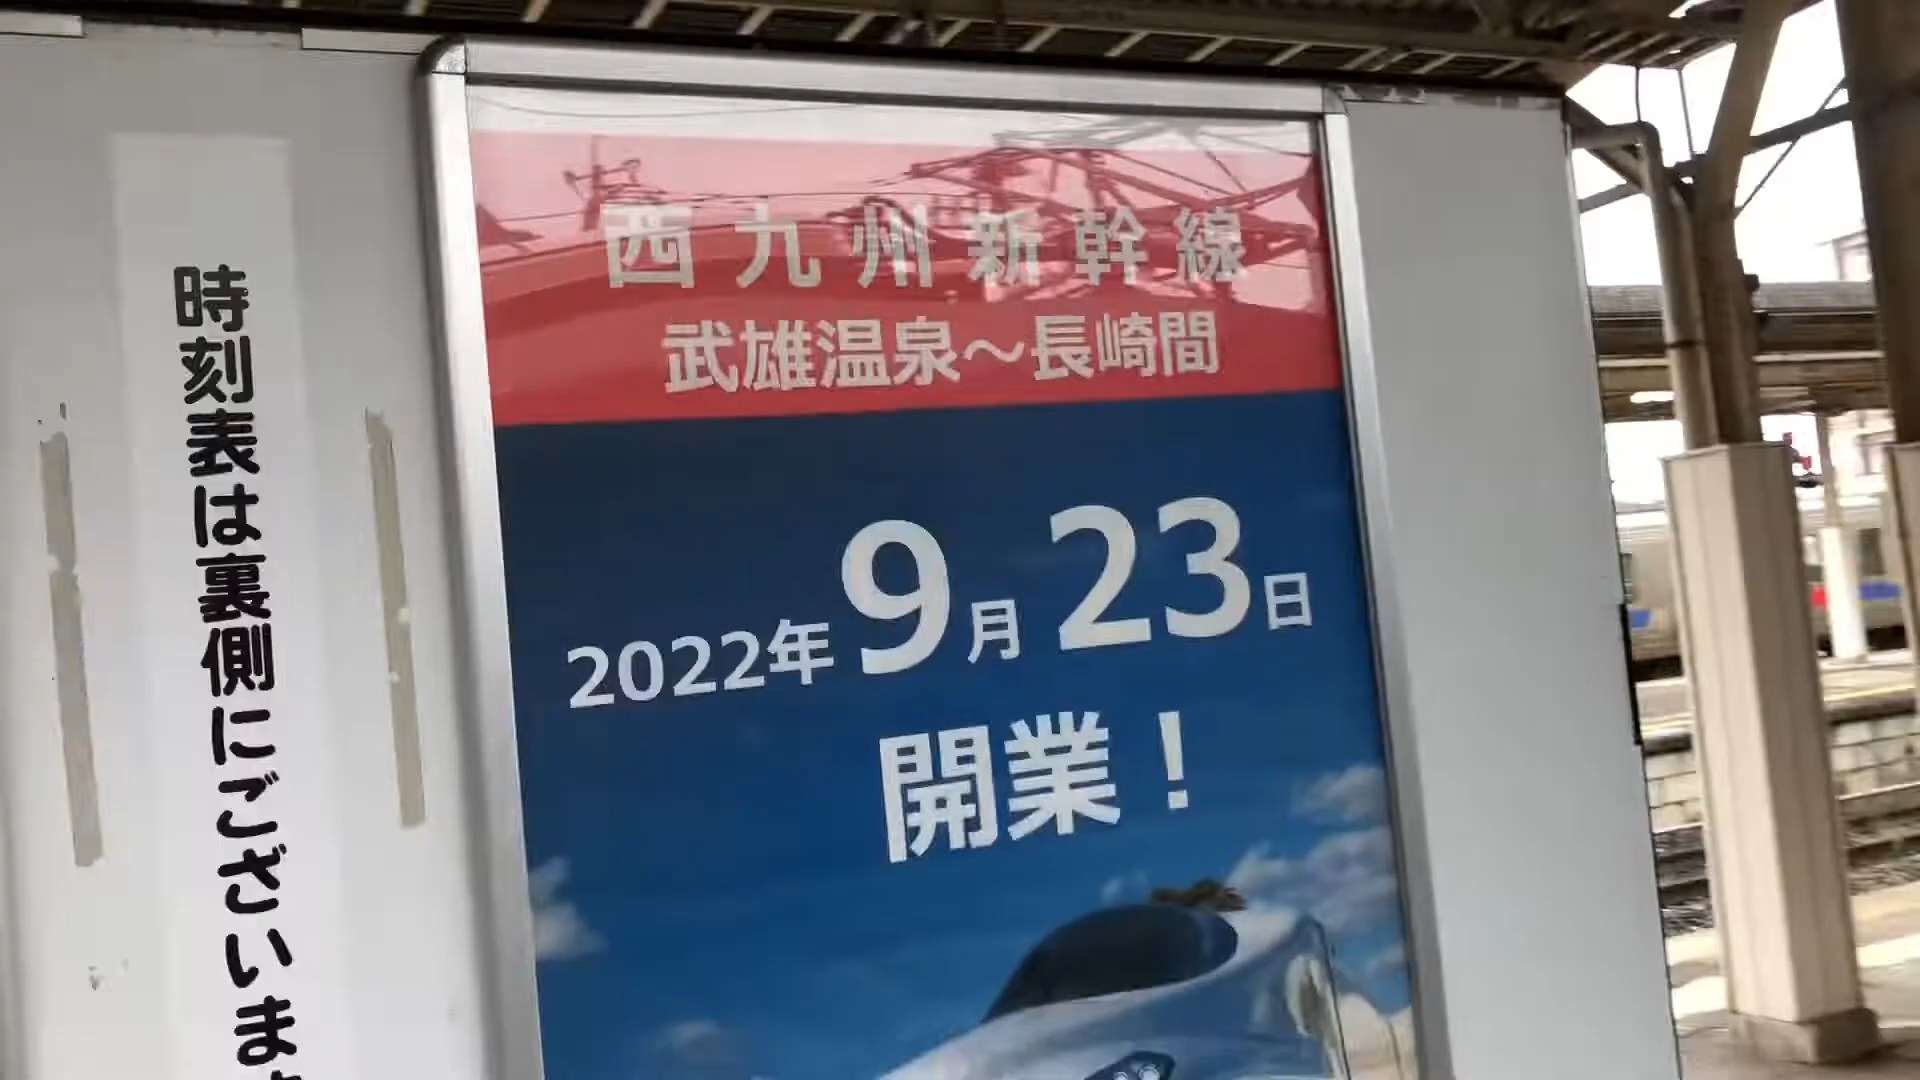 時刻表は裏側にございま
西九州新幹線
武雄温泉～長崎間
2022年9月23日
開業！